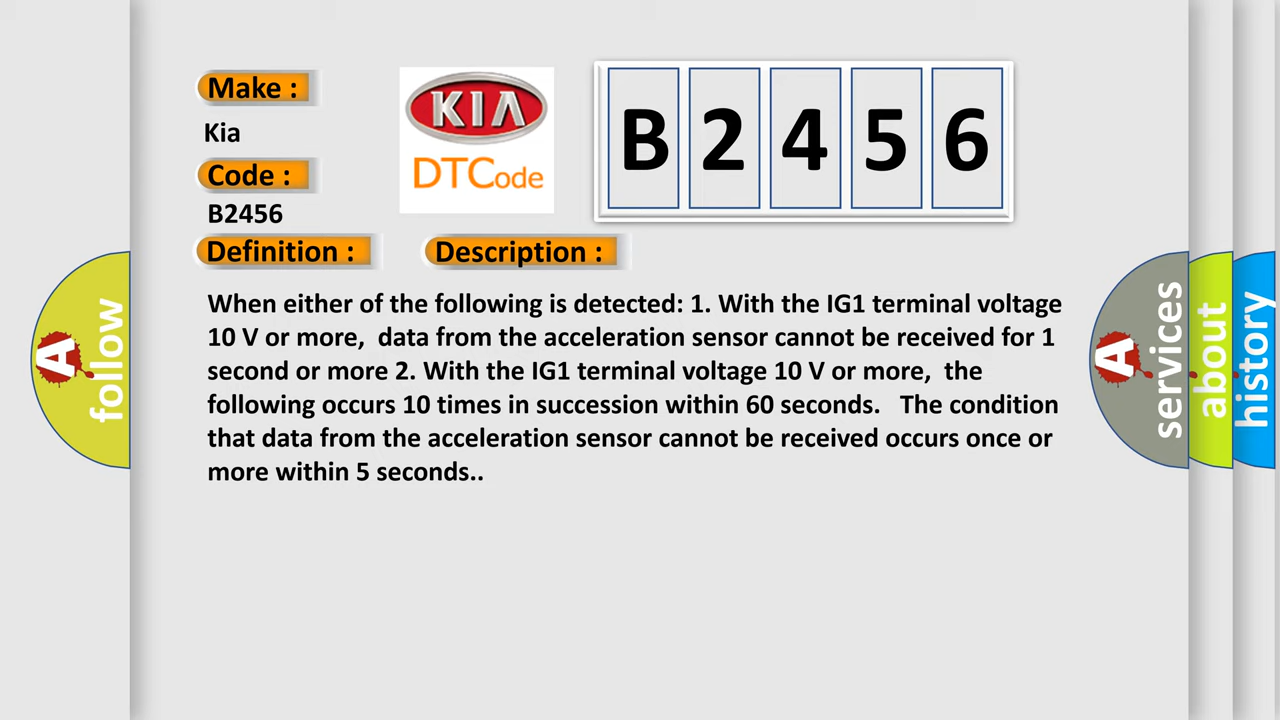 Make :
Kia
Code :
B2456
KIA
DTCode
B2456
Definition :
Description :
When either of the following is detected: 1. With the IG1 terminal voltage
10 V or more,  data from the acceleration sensor cannot be received for 1
second or more 2. With the IG1 terminal voltage 10 V or more,  the
following occurs 10 times in succession within 60 seconds.   The condition
that data from the acceleration sensor cannot be received occurs once or
more within 5 seconds..
A follow
A services
about
history